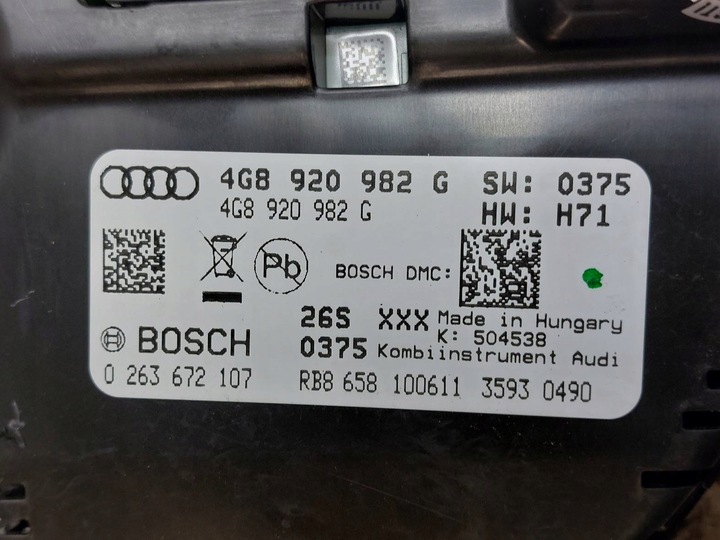 4G8 920 982 G SW: 0375
4G8 920 982 G HW: H71
Pb BOSCH DMC:
26S XXX Made in Hungary
K: 504538
BOSCH 0375 Kombiinstrument Audi
0 263 672 107 RB8 658 100611 3593 0490